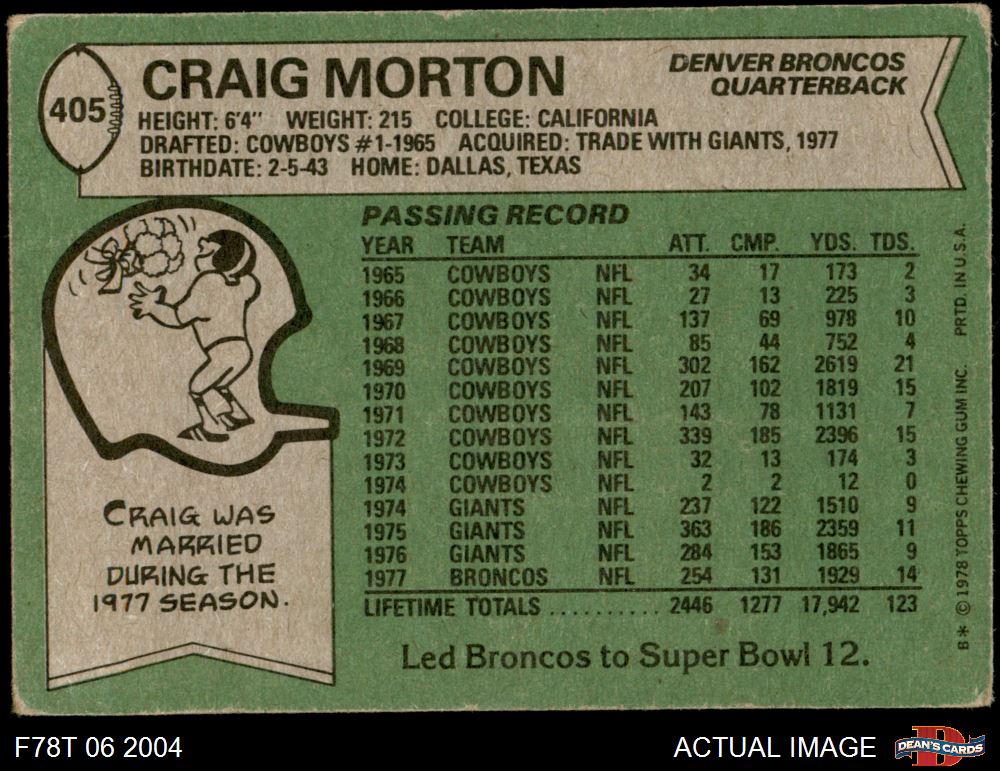 405
CRAIG MORTON
DENVER BRONCOS
QUARTERBACK
HEIGHT: 6'4" WEIGHT: 215 COLLEGE: CALIFORNIA
DRAFTED: COWBOYS #1-1965 ACQUIRED: TRADE WITH GIANTS, 1977
BIRTHDATE: 2-5-43 HOME: DALLAS, TEXAS
PASSING RECORD
YEAR TEAM ATT. CMP. YDS. TDS.
1965 COWBOYS NFL 34 17 173 2
1966 COWBOYS NFL 27 13 225 3
1967 COWBOYS NFL 137 69 978 10
1968 COWBOYS NFL 85 44 752 4
1969 COWBOYS NFL 302 162 2619 21
1970 COWBOYS NFL 207 102 1819 15
1971 COWBOYS NFL 143 78 1131 7
1972 COWBOYS NFL 339 185 2396 15
1973 COWBOYS NFL 32 13 174 3
1974 COWBOYS NFL 2 2 12 0
1974 GIANTS NFL 237 122 1510 9
1975 GIANTS NFL 363 186 2359 11
1976 GIANTS NFL 284 153 1865 9
1977 BRONCOS NFL 254 131 1929 14
LIFETIME TOTALS .......... 2446 1277 17,942 123
Led Broncos to Super Bowl 12.
CRAIG WAS
MARRIED
DURING THE
1977 SEASON.
B* © 1978 TOPPS CHEWING GUM INC. PRTD. IN U.S.A.
F78T 06 2004
ACTUAL IMAGE
D
DEAN'S CARDS